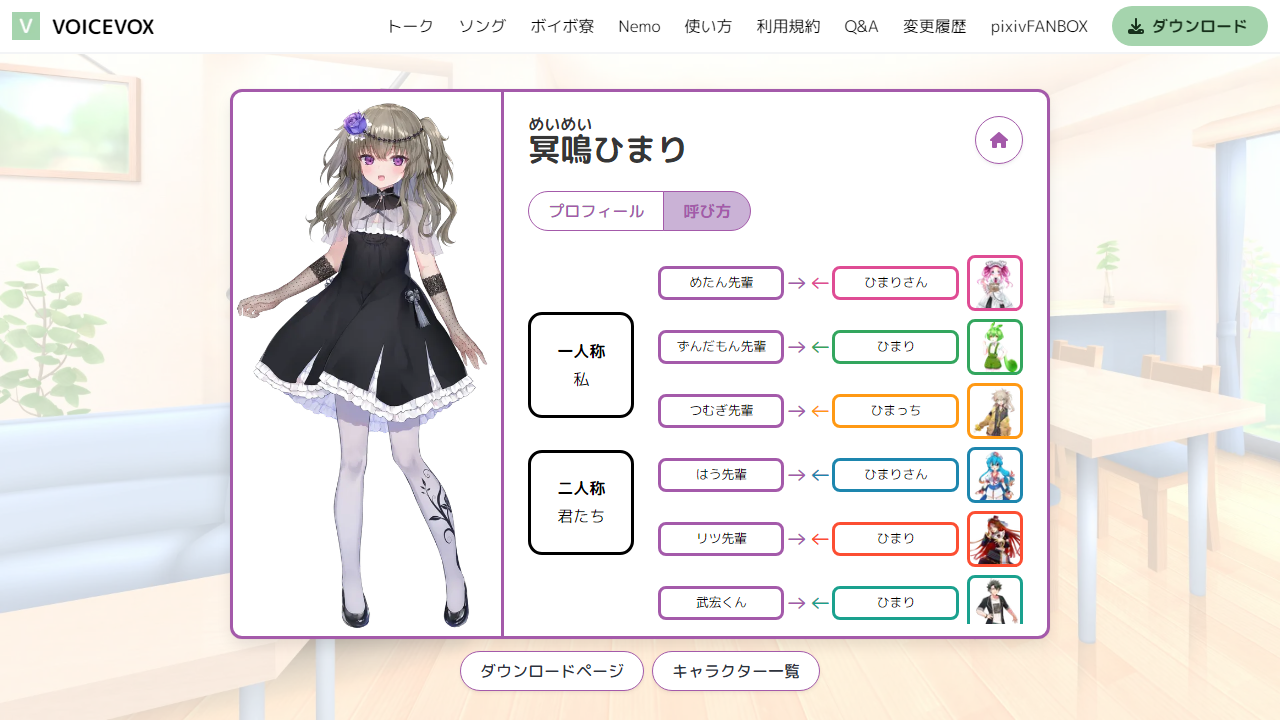 V VOICEVOX トーク ソング ボイボ寮 Nemo 使い方 利用規約 Q&A 変更履歴 pixivFANBOX ダウンロード
めいめい
冥鳴ひまり
プロフィール 呼び方
一人称
私
二人称
君たち
めたん先輩 → ← ひまりさん
ずんだもん先輩 → ← ひまり
つむぎ先輩 → ← ひまっち
はう先輩 → ← ひまりさん
リツ先輩 → ← ひまり
武宏くん → ← ひまり
ダウンロードページ キャラクター一覧